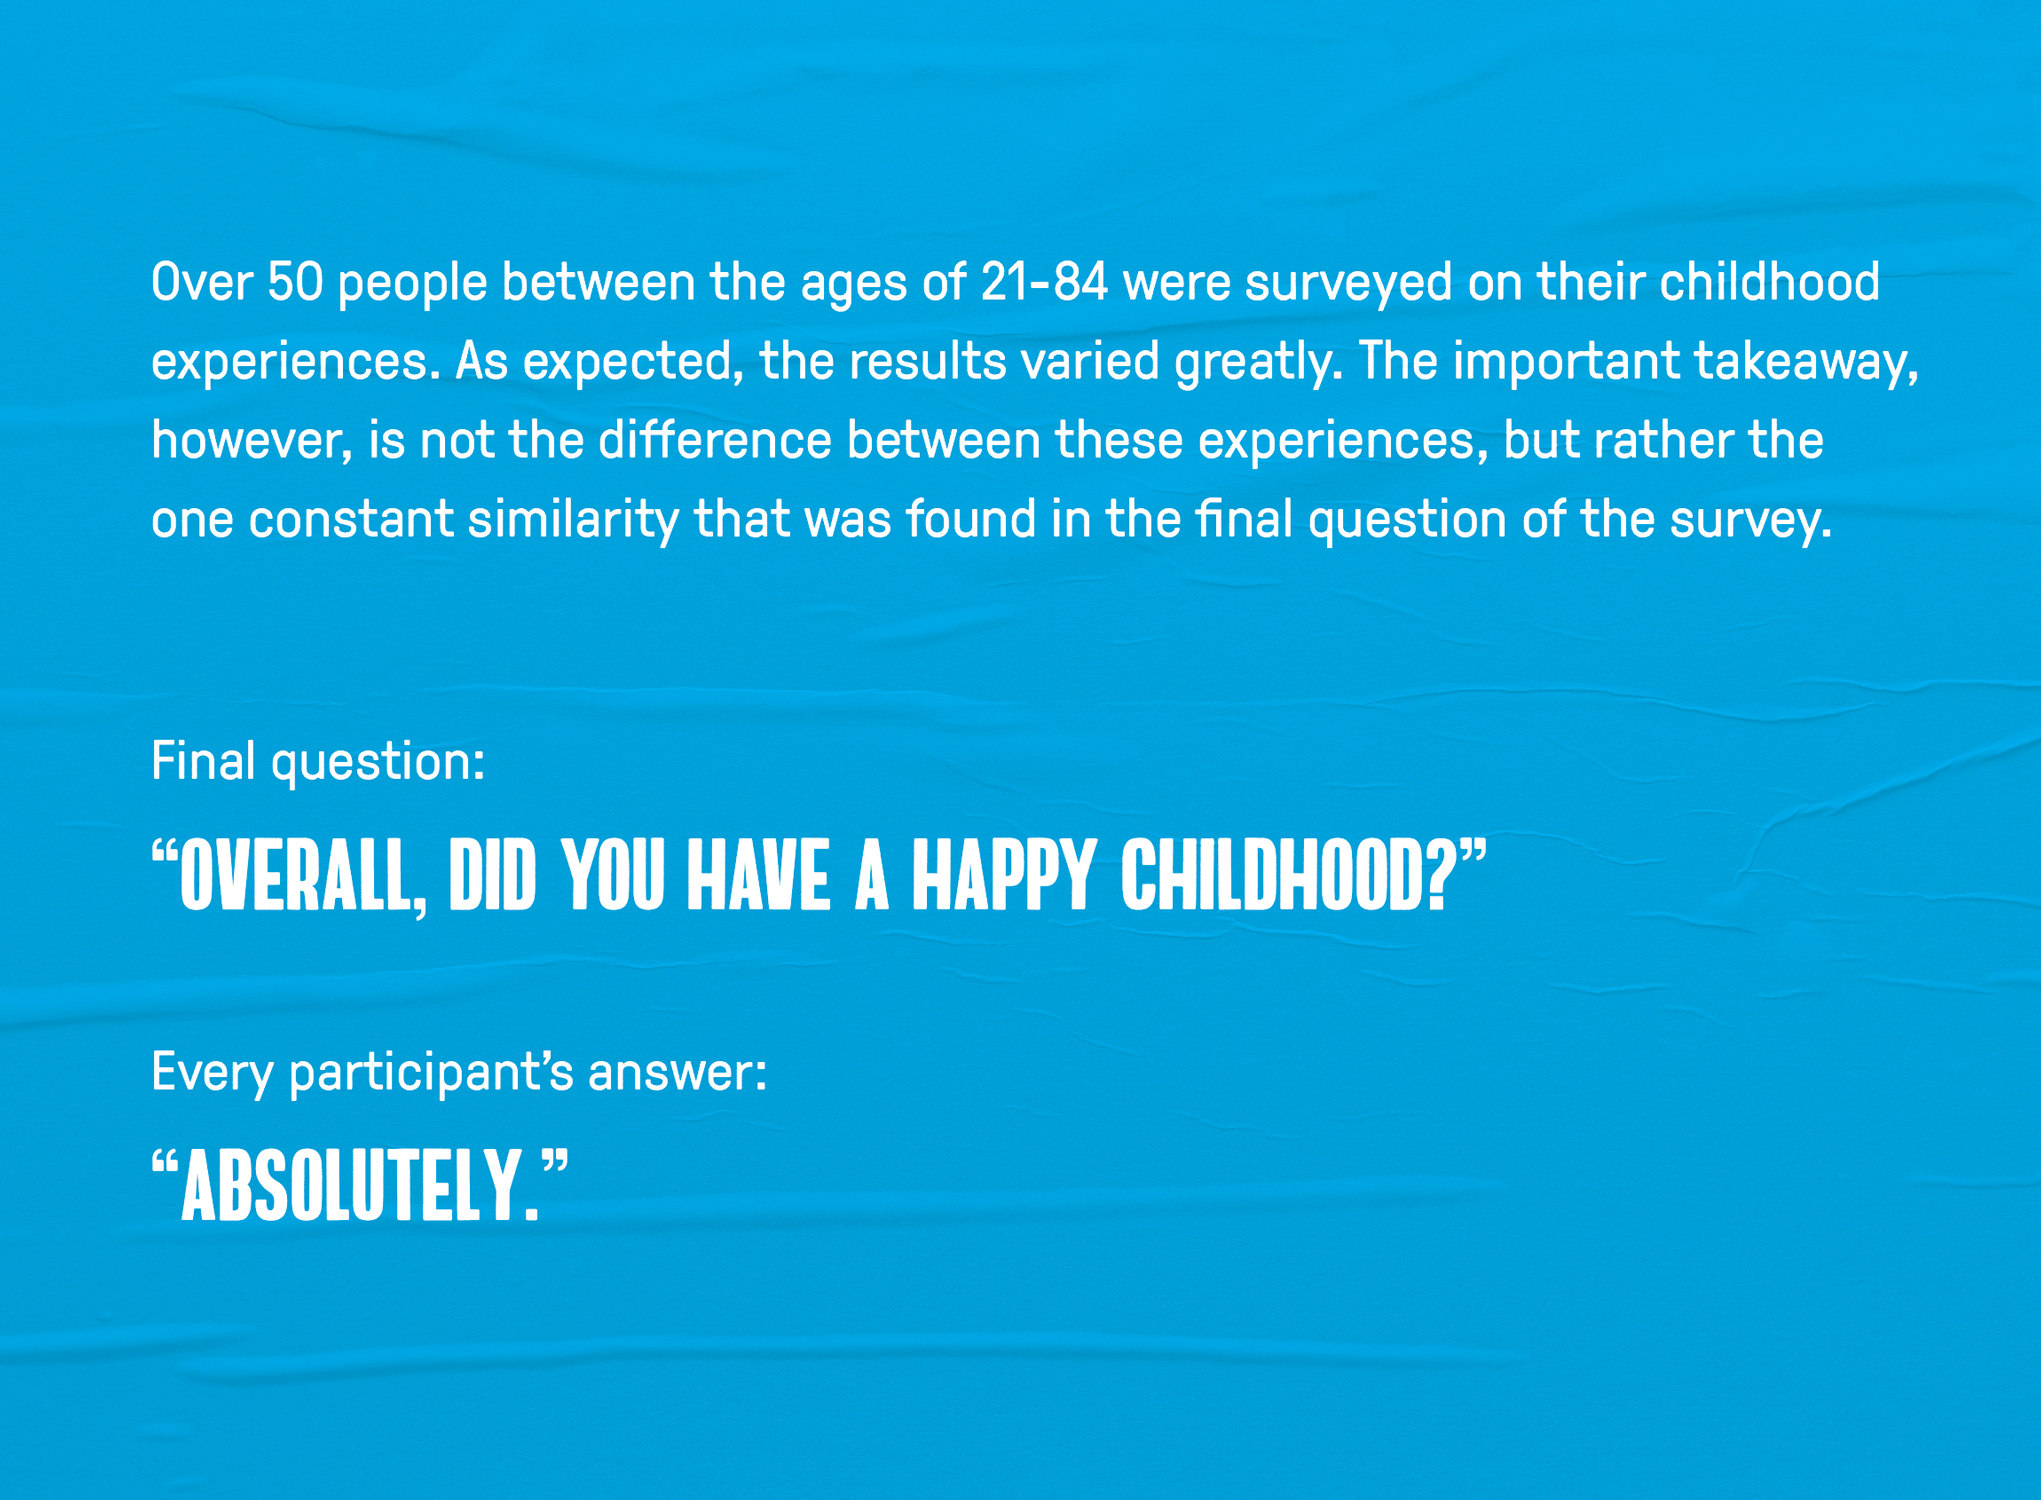 Over 50 people between the ages of 21-84 were surveyed on their childhood
experiences. As expected, the results varied greatly. The important takeaway,
however, is not the difference between these experiences, but rather the
one constant similarity that was found in the final question of the survey.
Final question:
“OVERALL, DID YOU HAVE A HAPPY CHILDHOOD?”
Every participant’s answer:
“ABSOLUTELY.”